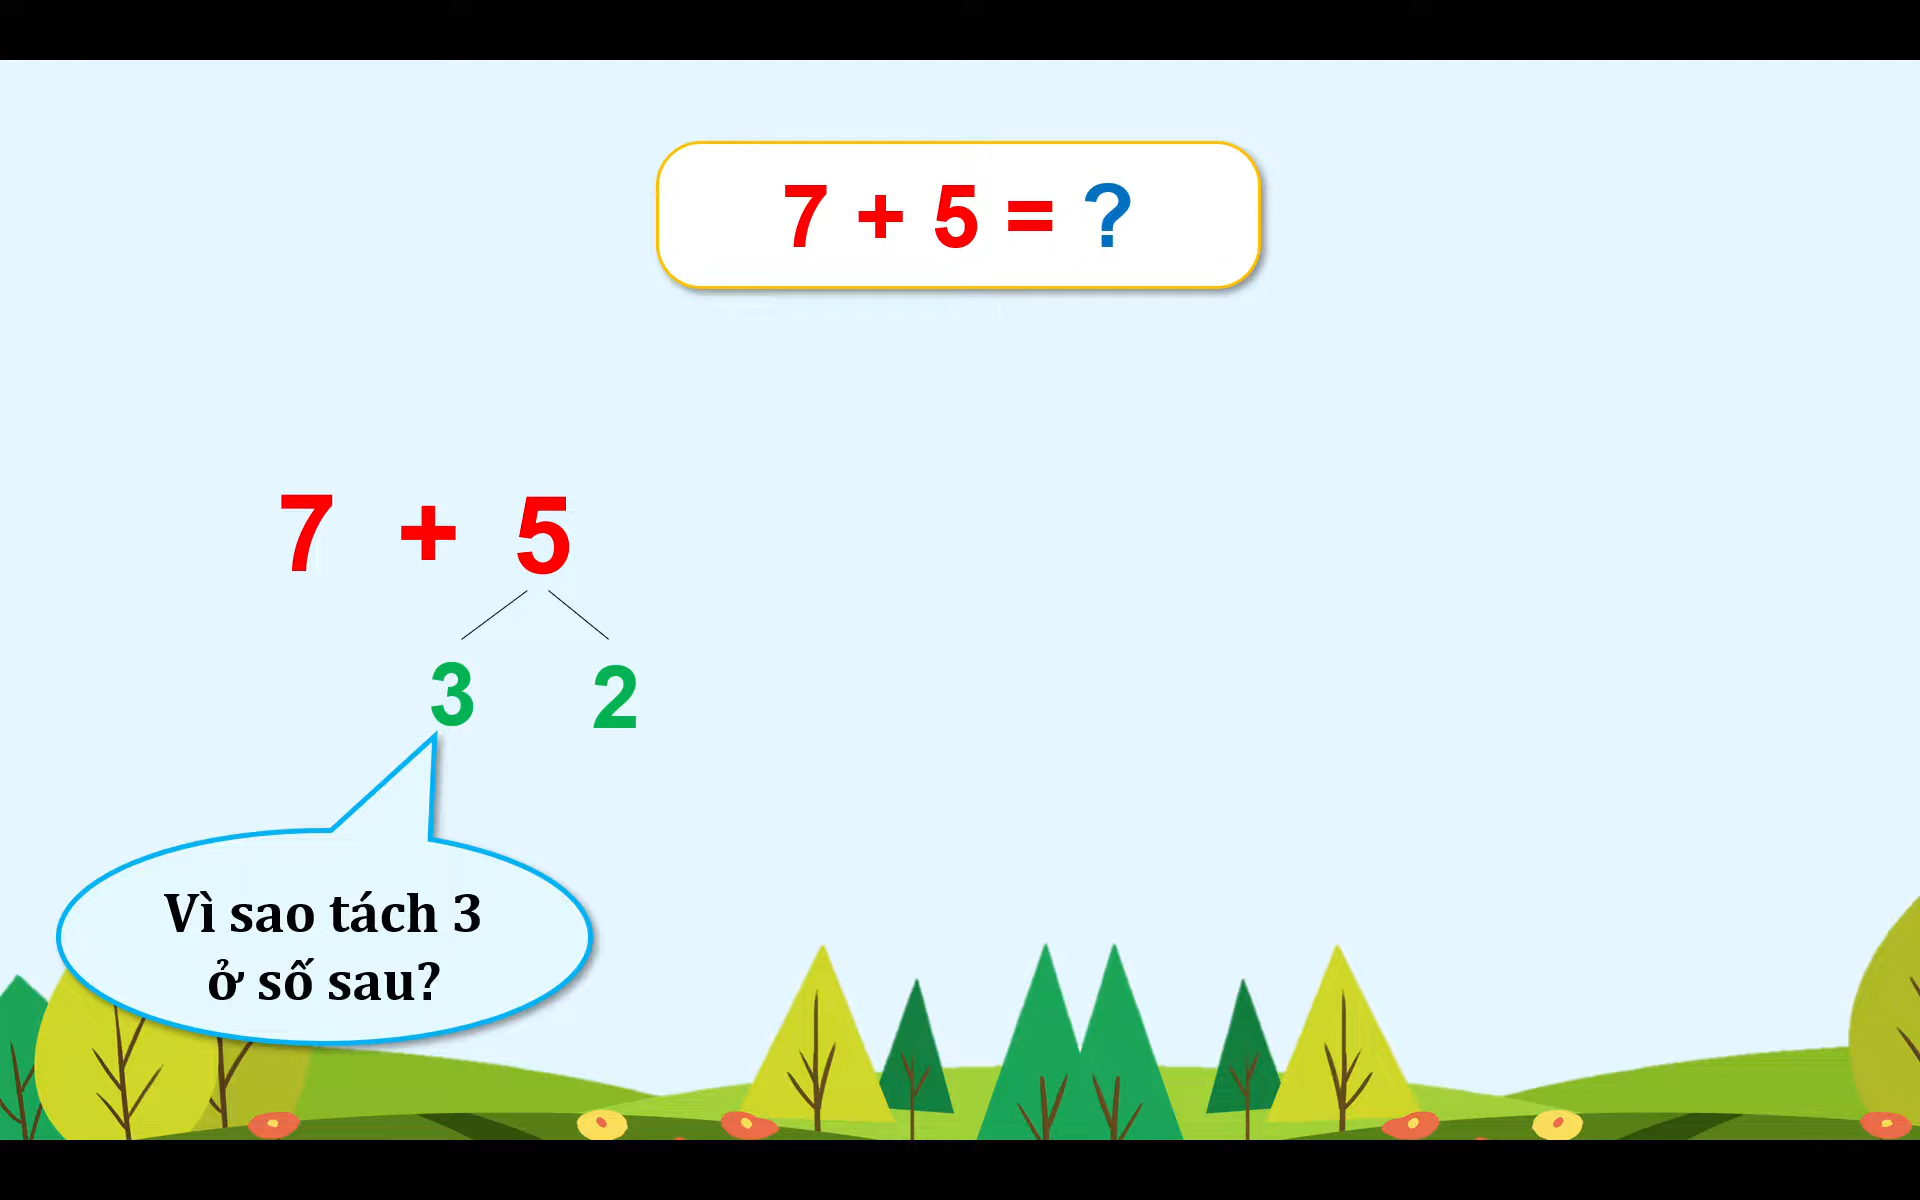 7 + 5 = ?
7 + 5
3 2
Vì sao tách 3
ở số sau?